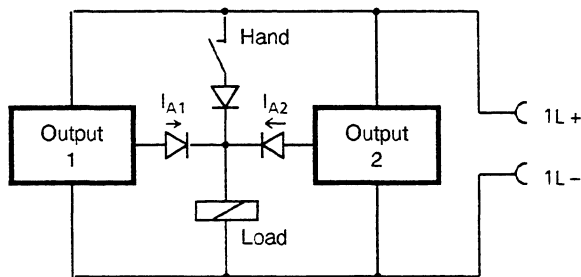 Hand
I_A1
I_A2
Output
1
Output
2
1L+
1L−
Load